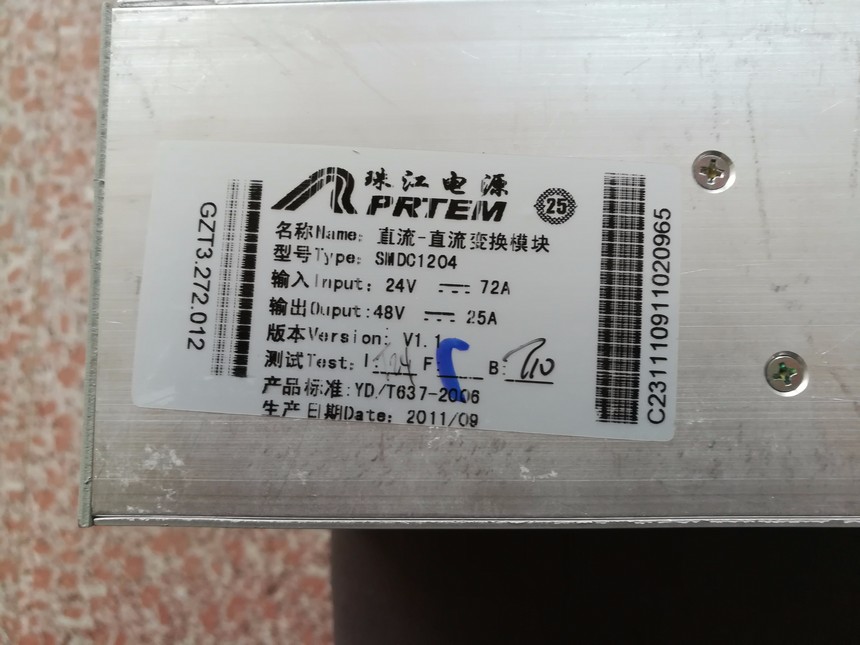 珠江电源
PRTEM
25
名称Name: 直流-直流变换模块
型号Type: SMDC1204
输入Input: 24V 72A
输出Ouput:48V 25A
版本Version: V1.1
测试Test: I: F B:
产品标准:YD/T637-2006
生产日期Date: 2011/09
GZT3.272.012
C231110911020965